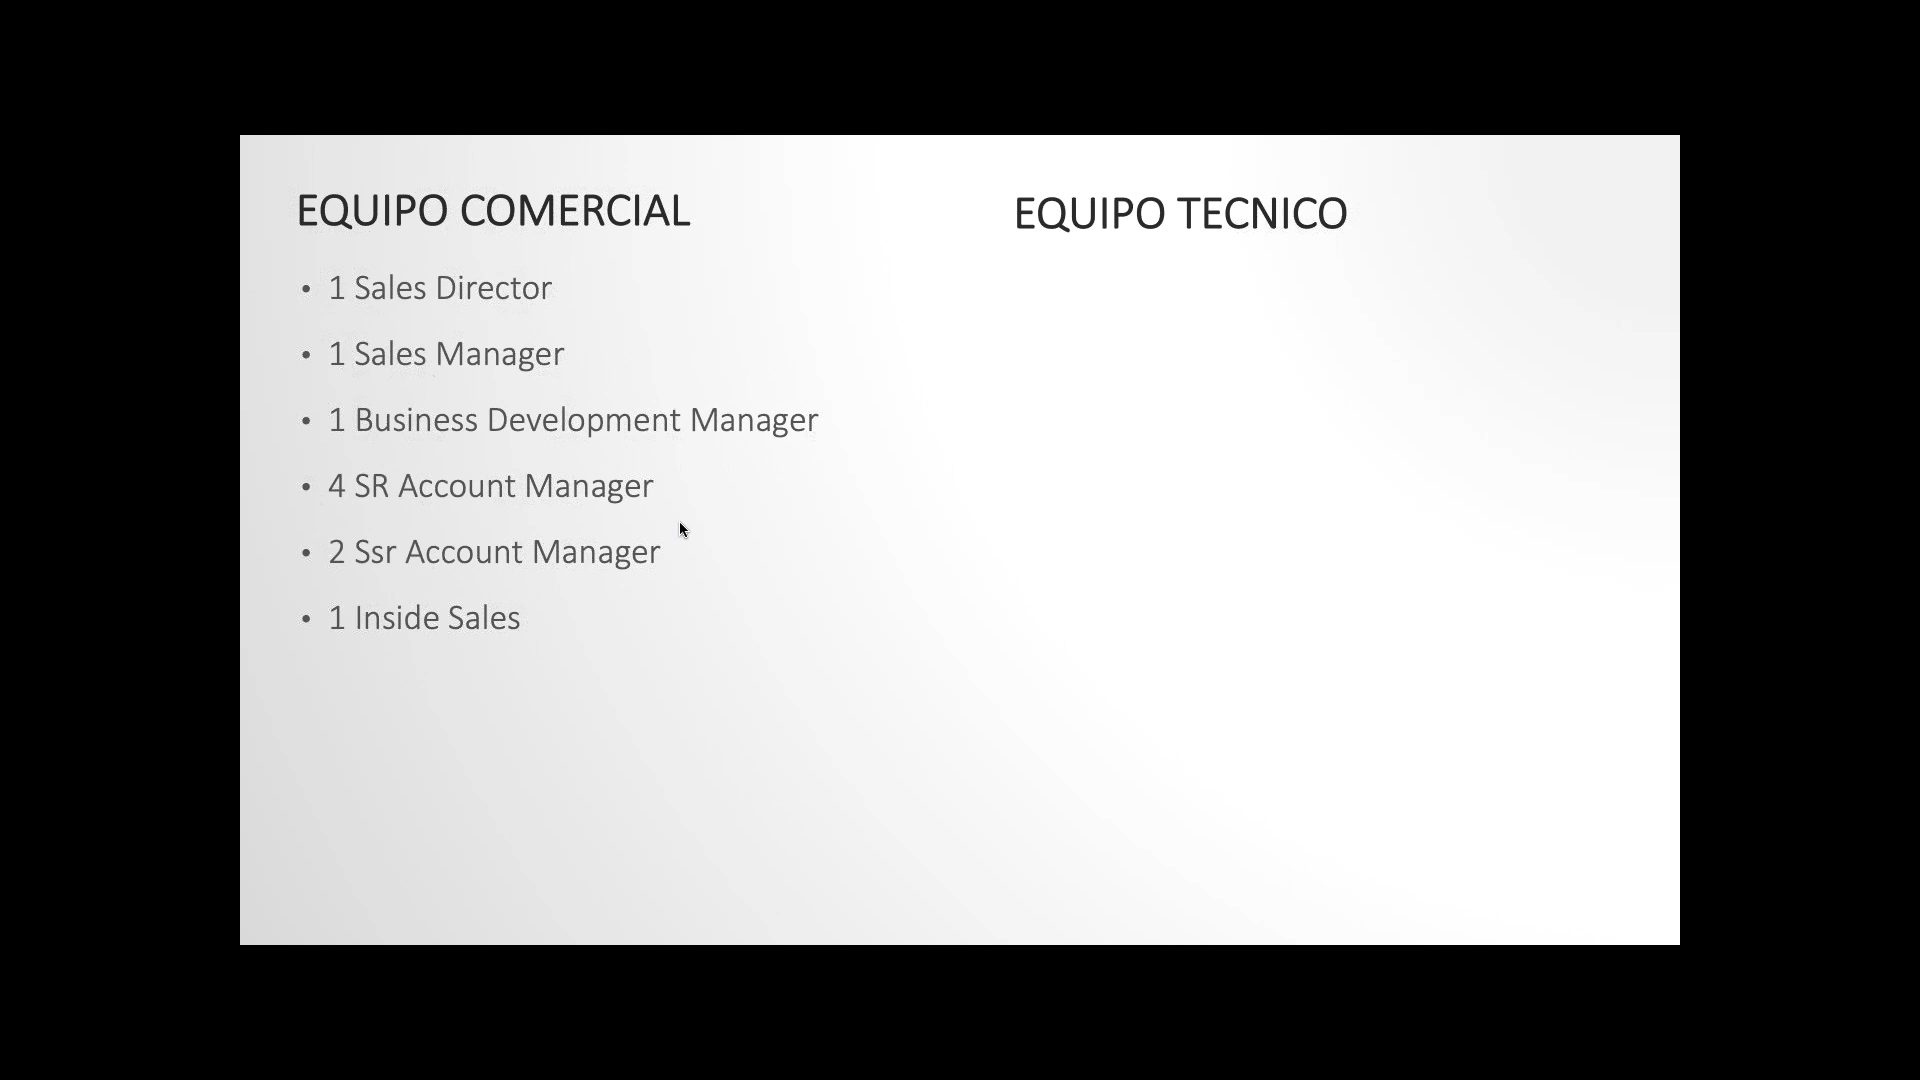 EQUIPO COMERCIAL
• 1 Sales Director
• 1 Sales Manager
• 1 Business Development Manager
• 4 SR Account Manager
• 2 Ssr Account Manager
• 1 Inside Sales
EQUIPO TECNICO